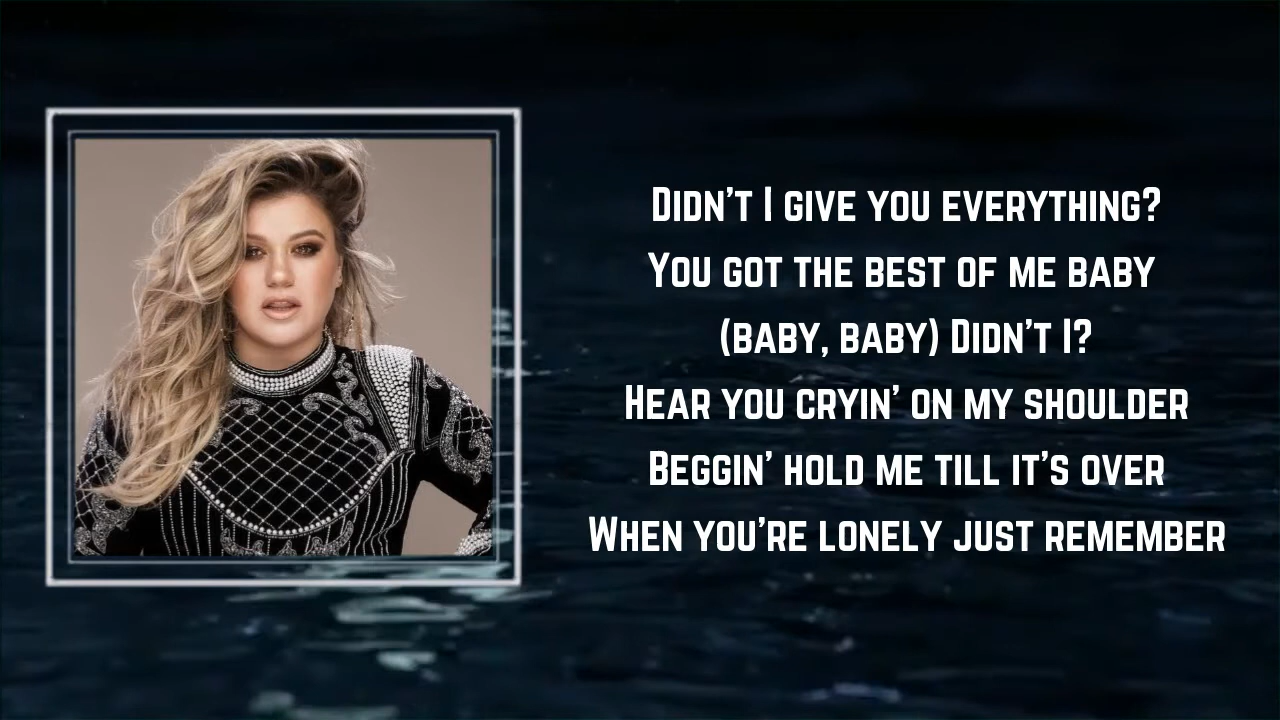 Didn't I give you everything?
You got the best of me baby
(baby, baby) Didn't I?
Hear you cryin' on my shoulder
Beggin' hold me till it's over
When you're lonely just remember